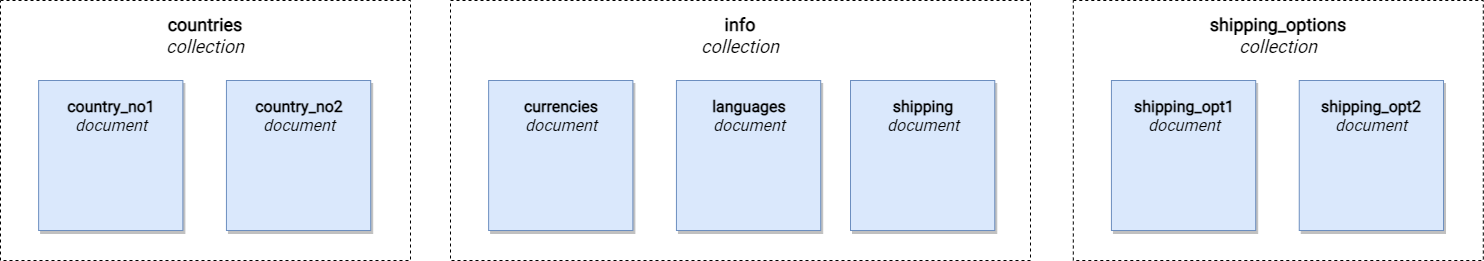 countries
collection
country_no1
document
country_no2
document
info
collection
currencies
document
languages
document
shipping
document
shipping_options
collection
shipping_opt1
document
shipping_opt2
document